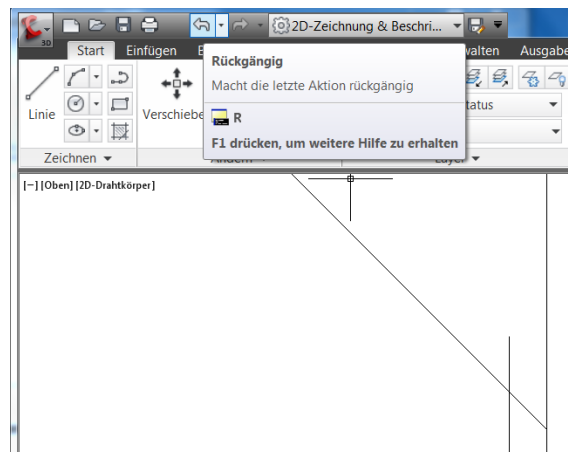 2D-Zeichnung & Beschri...
3D
Start Einfügen
walten Ausgabe
Rückgängig
Macht die letzte Aktion rückgängig
R
F1 drücken, um weitere Hilfe zu erhalten
Linie
Verschiebe
tatus
Zeichnen
[−] [Oben] [2D-Drahtkörper]